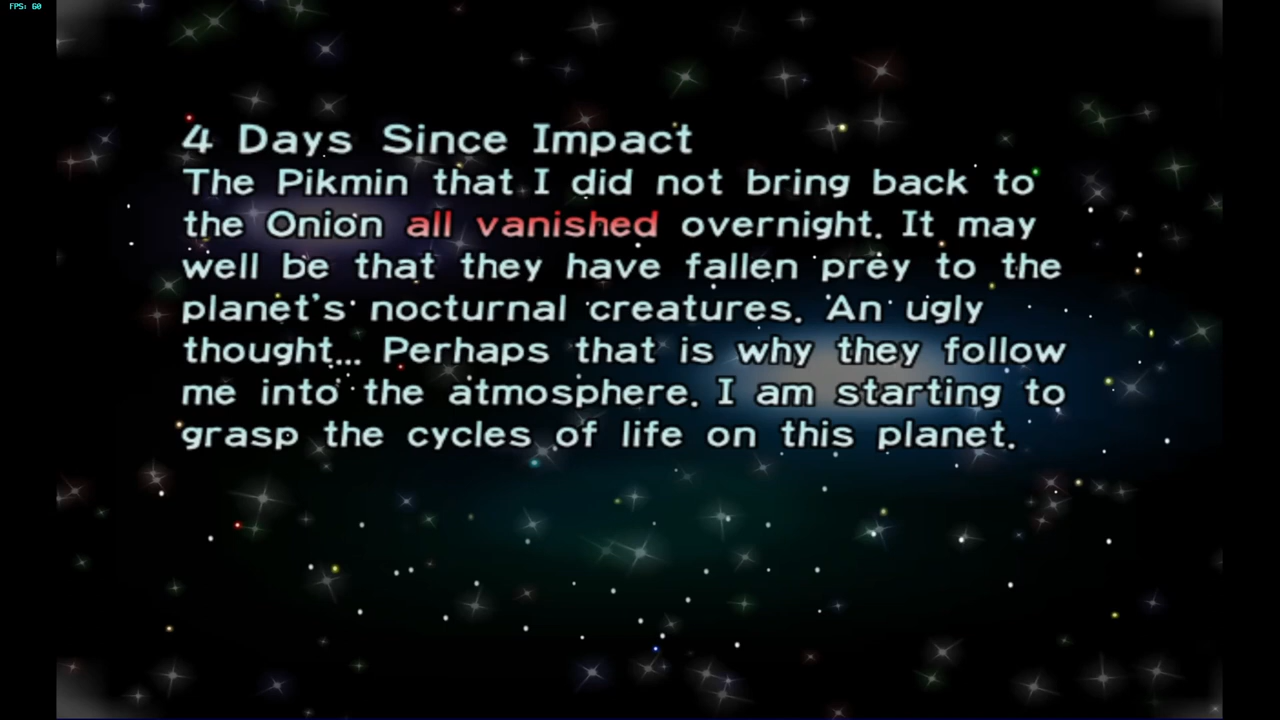 FPS: 60
4 Days Since Impact
The Pikmin that I did not bring back to
the Onion all vanished overnight. It may
well be that they have fallen prey to the
planet's nocturnal creatures. An ugly
thought... Perhaps that is why they follow
me into the atmosphere. I am starting to
grasp the cycles of life on this planet.